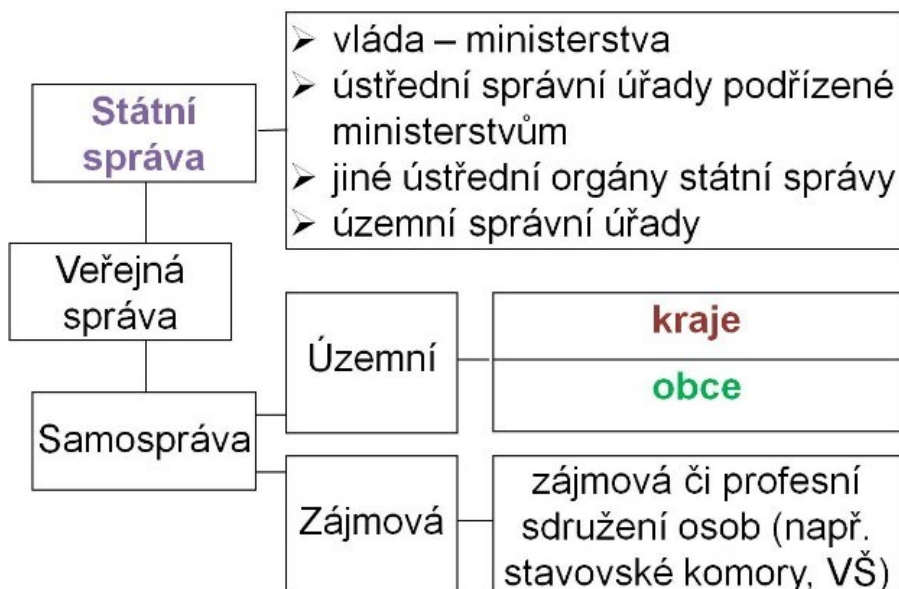 Státní
správa
➢ vláda – ministerstva
➢ ústřední správní úřady podřízené
ministerstvům
➢ jiné ústřední orgány státní správy
➢ územní správní úřady
Veřejná
správa
Samospráva
Územní
kraje
obce
Zájmová
zájmová či profesní
sdružení osob (např.
stavovské komory, VŠ)